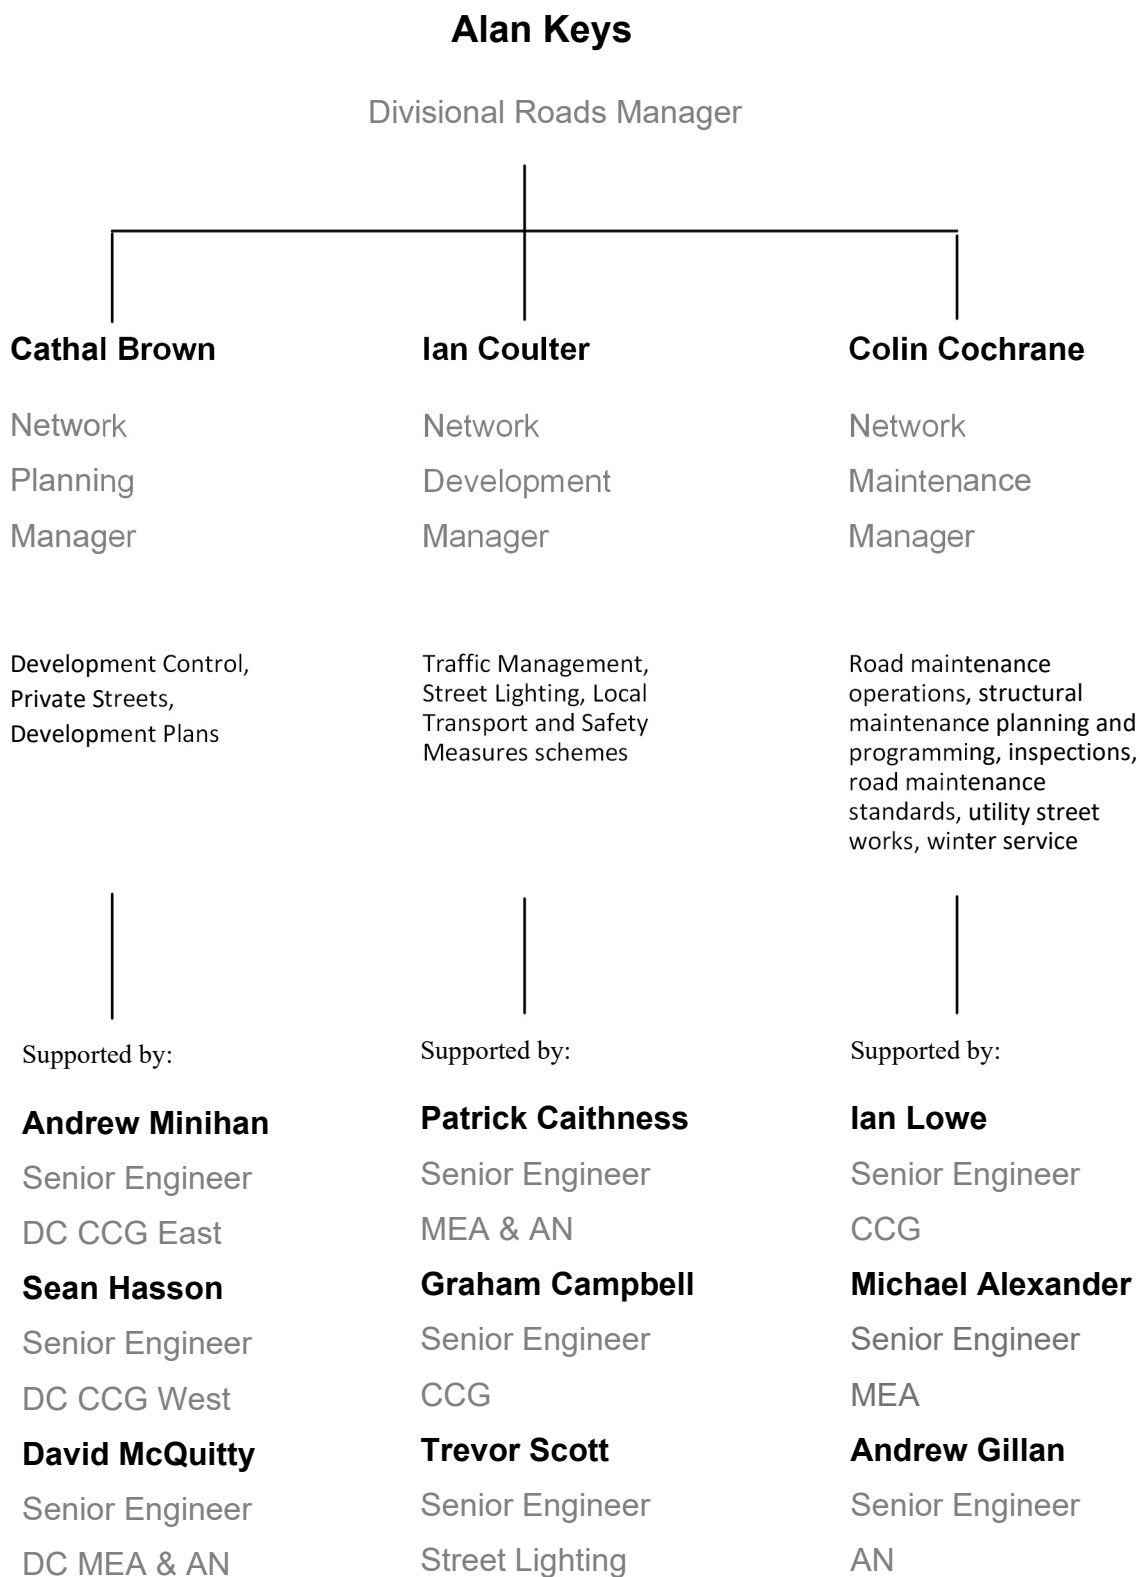 Alan Keys
Divisional Roads Manager
Cathal Brown
Network
Planning
Manager
Development Control,
Private Streets,
Development Plans
Supported by:
Andrew Minihan
Senior Engineer
DC CCG East
Sean Hasson
Senior Engineer
DC CCG West
David McQuitty
Senior Engineer
DC MEA & AN
Ian Coulter
Network
Development
Manager
Traffic Management,
Street Lighting, Local
Transport and Safety
Measures schemes
Supported by:
Patrick Caithness
Senior Engineer
MEA & AN
Graham Campbell
Senior Engineer
CCG
Trevor Scott
Senior Engineer
Street Lighting
Colin Cochrane
Network
Maintenance
Manager
Road maintenance
operations, structural
maintenance planning and
programming, inspections,
road maintenance
standards, utility street
works, winter service
Supported by:
Ian Lowe
Senior Engineer
CCG
Michael Alexander
Senior Engineer
MEA
Andrew Gillan
Senior Engineer
AN